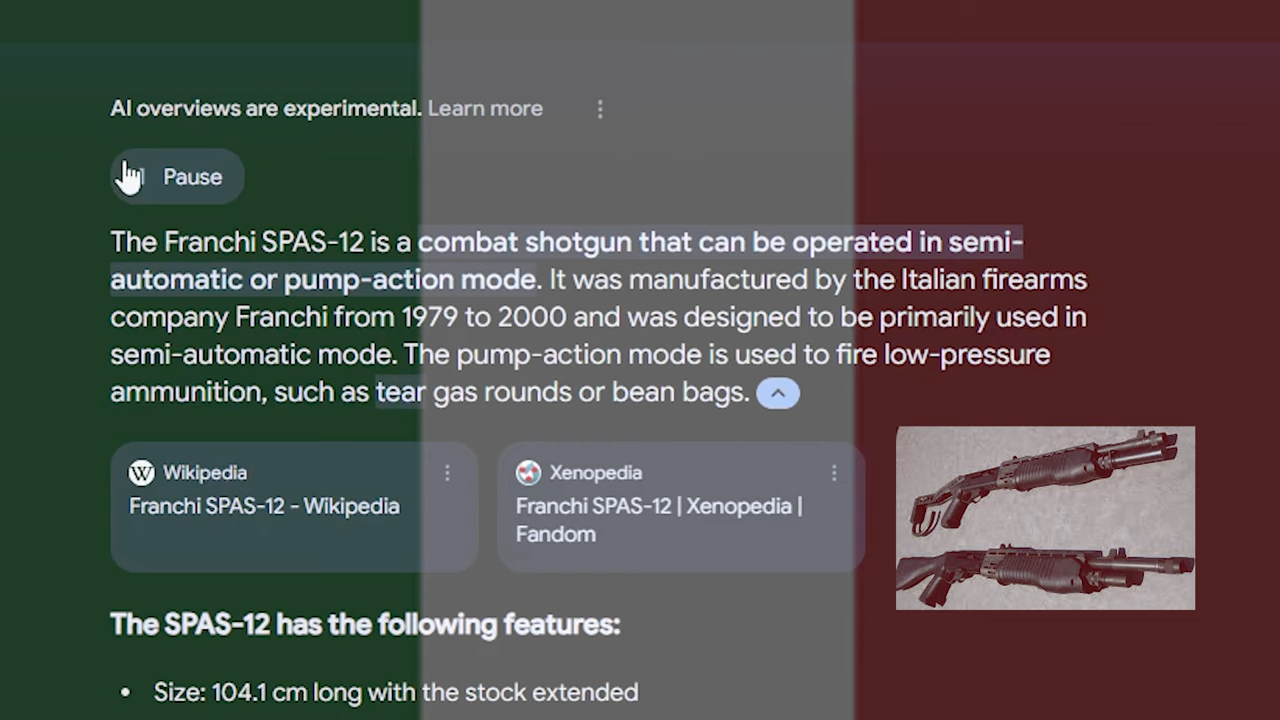 AI overviews are experimental. Learn more
Pause
The Franchi SPAS-12 is a combat shotgun that can be operated in semi-
automatic or pump-action mode. It was manufactured by the Italian firearms
company Franchi from 1979 to 2000 and was designed to be primarily used in
semi-automatic mode. The pump-action mode is used to fire low-pressure
ammunition, such as tear gas rounds or bean bags.
W Wikipedia
Franchi SPAS-12 - Wikipedia
Xenopedia
Franchi SPAS-12 | Xenopedia |
Fandom
The SPAS-12 has the following features:
• Size: 104.1 cm long with the stock extended